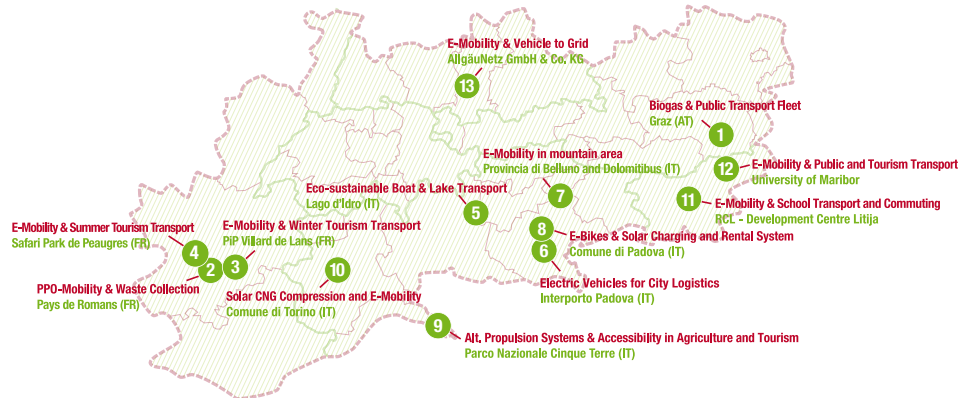 E-Mobility & Vehicle to Grid
AllgäuNetz GmbH & Co. KG
13
Biogas & Public Transport Fleet
Graz (AT)
1
E-Mobility in mountain area
Provincia di Belluno and Dolomitibus (IT)
7
12
E-Mobility & Public and Tourism Transport
University of Maribor
Eco-sustainable Boat & Lake Transport
Lago d'Idro (IT)
5
11
E-Mobility & School Transport and Commuting
RCL - Development Centre Litija
E-Mobility & Summer Tourism Transport
Safari Park de Peaugres (FR)
4
E-Mobility & Winter Tourism Transport
PiP Villard de Lans (FR)
3
8
E-Bikes & Solar Charging and Rental System
Comune di Padova (IT)
6
Electric Vehicles for City Logistics
Interporto Padova (IT)
2
PPO-Mobility & Waste Collection
Pays de Romans (FR)
10
Solar CNG Compression and E-Mobility
Comune di Torino (IT)
9
Alt. Propulsion Systems & Accessibility in Agriculture and Tourism
Parco Nazionale Cinque Terre (IT)